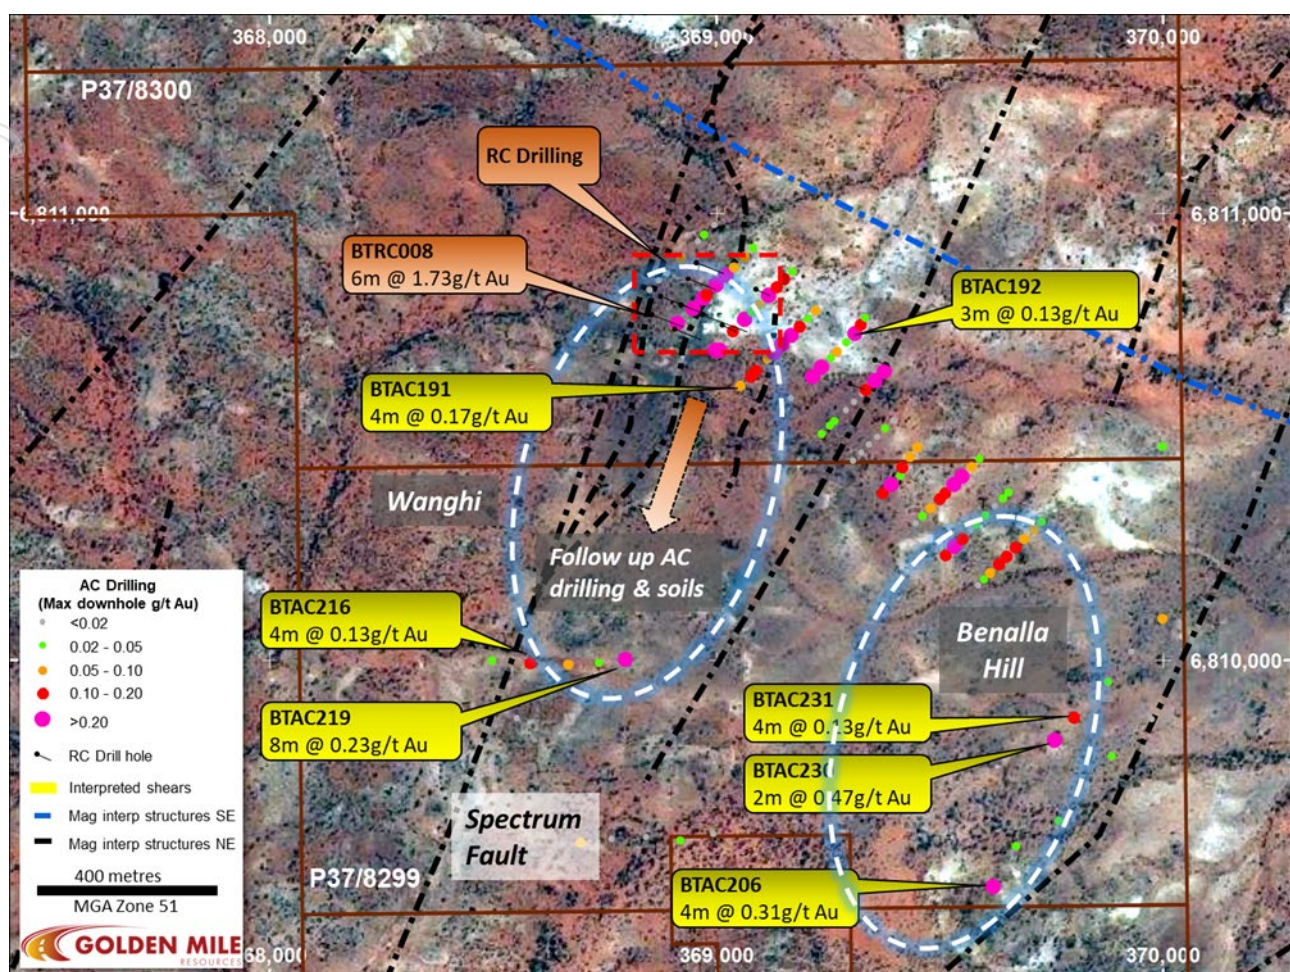 368,000
369,000
370,000
P37/8300
RC Drilling
6,811,000
6,811,000
BTRC008
6m @ 1.73g/t Au
BTAC192
3m @ 0.13g/t Au
BTAC191
4m @ 0.17g/t Au
Wanghi
Follow up AC
drilling & soils
BTAC216
4m @ 0.13g/t Au
Benalla
Hill
6,810,000
BTAC219
8m @ 0.23g/t Au
BTAC231
4m @ 0.13g/t Au
BTAC230
2m @ 0.47g/t Au
Spectrum
Fault
P37/8299
BTAC206
4m @ 0.31g/t Au
AC Drilling
(Max downhole g/t Au)
<0.02
0.02 - 0.05
0.05 - 0.10
0.10 - 0.20
>0.20
RC Drill hole
Interpreted shears
Mag interp structures SE
Mag interp structures NE
400 metres
MGA Zone 51
GOLDEN MILE
RESOURCES
68,000
369,000
370,000